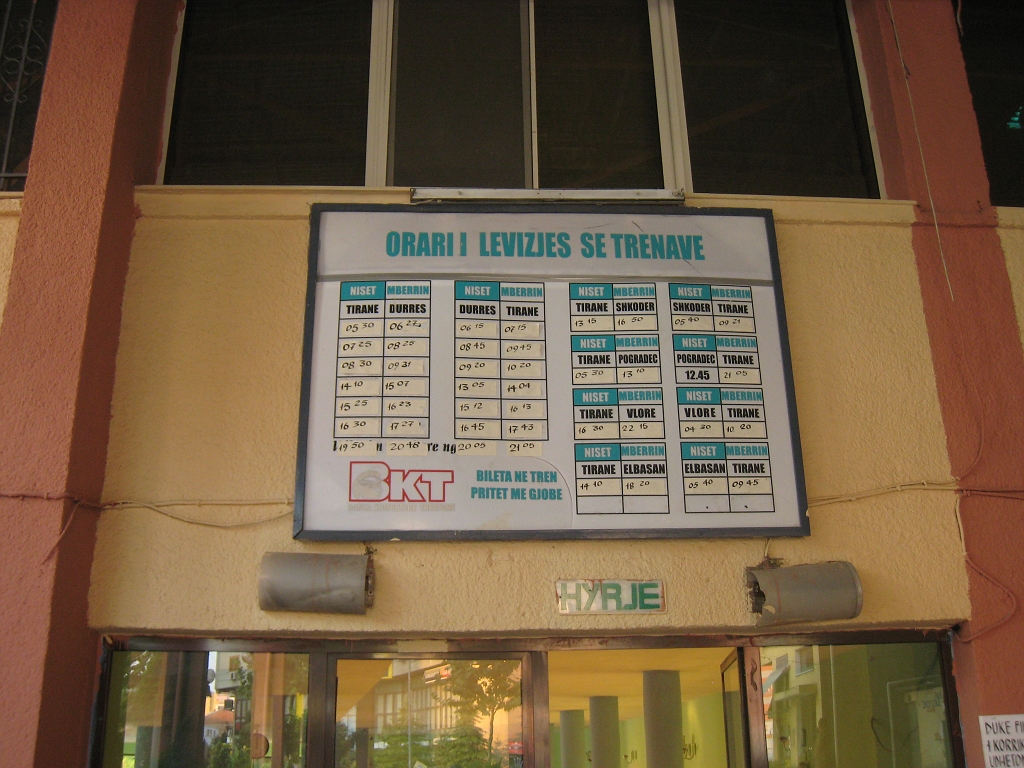 ORARI I LEVIZJES SE TRENAVE
NISET MBERRIN
TIRANE DURRES
05 30 06 27
07 25 08 25
08 30 09 31
14 10 15 07
15 25 16 23
16 30 17 27
19 50 20 48
NISET MBERRIN
DURRES TIRANE
06 15 07 15
08 45 09 45
09 20 10 20
13 05 14 04
15 12 16 13
16 45 17 43
20 05 21 05
NISET MBERRIN
TIRANE SHKODER
13 15 16 50
NISET MBERRIN
SHKODER TIRANE
05 40 09 21
NISET MBERRIN
TIRANE POGRADEC
05 30 13 10
NISET MBERRIN
POGRADEC TIRANE
12.45 21 05
NISET MBERRIN
TIRANE VLORE
16 30 22 15
NISET MBERRIN
VLORE TIRANE
04 30 10 20
NISET MBERRIN
TIRANE ELBASAN
14 10 18 20
NISET MBERRIN
ELBASAN TIRANE
05 40 09 45
BKT
BILETA NE TREN
PRITET ME GJOBE
HYRJE
DUKE